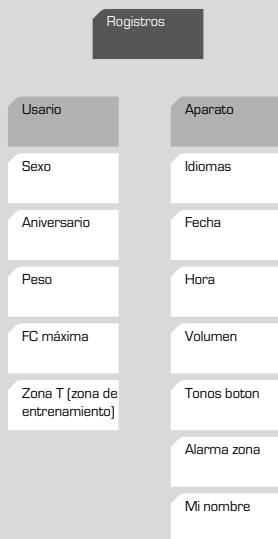 Rogistros
Usario
Sexo
Aniversario
Peso
FC máxima
Zona T (zona de
entrenamiento)
Aparato
Idiomas
Fecha
Hora
Volumen
Tonos boton
Alarma zona
Mi nombre